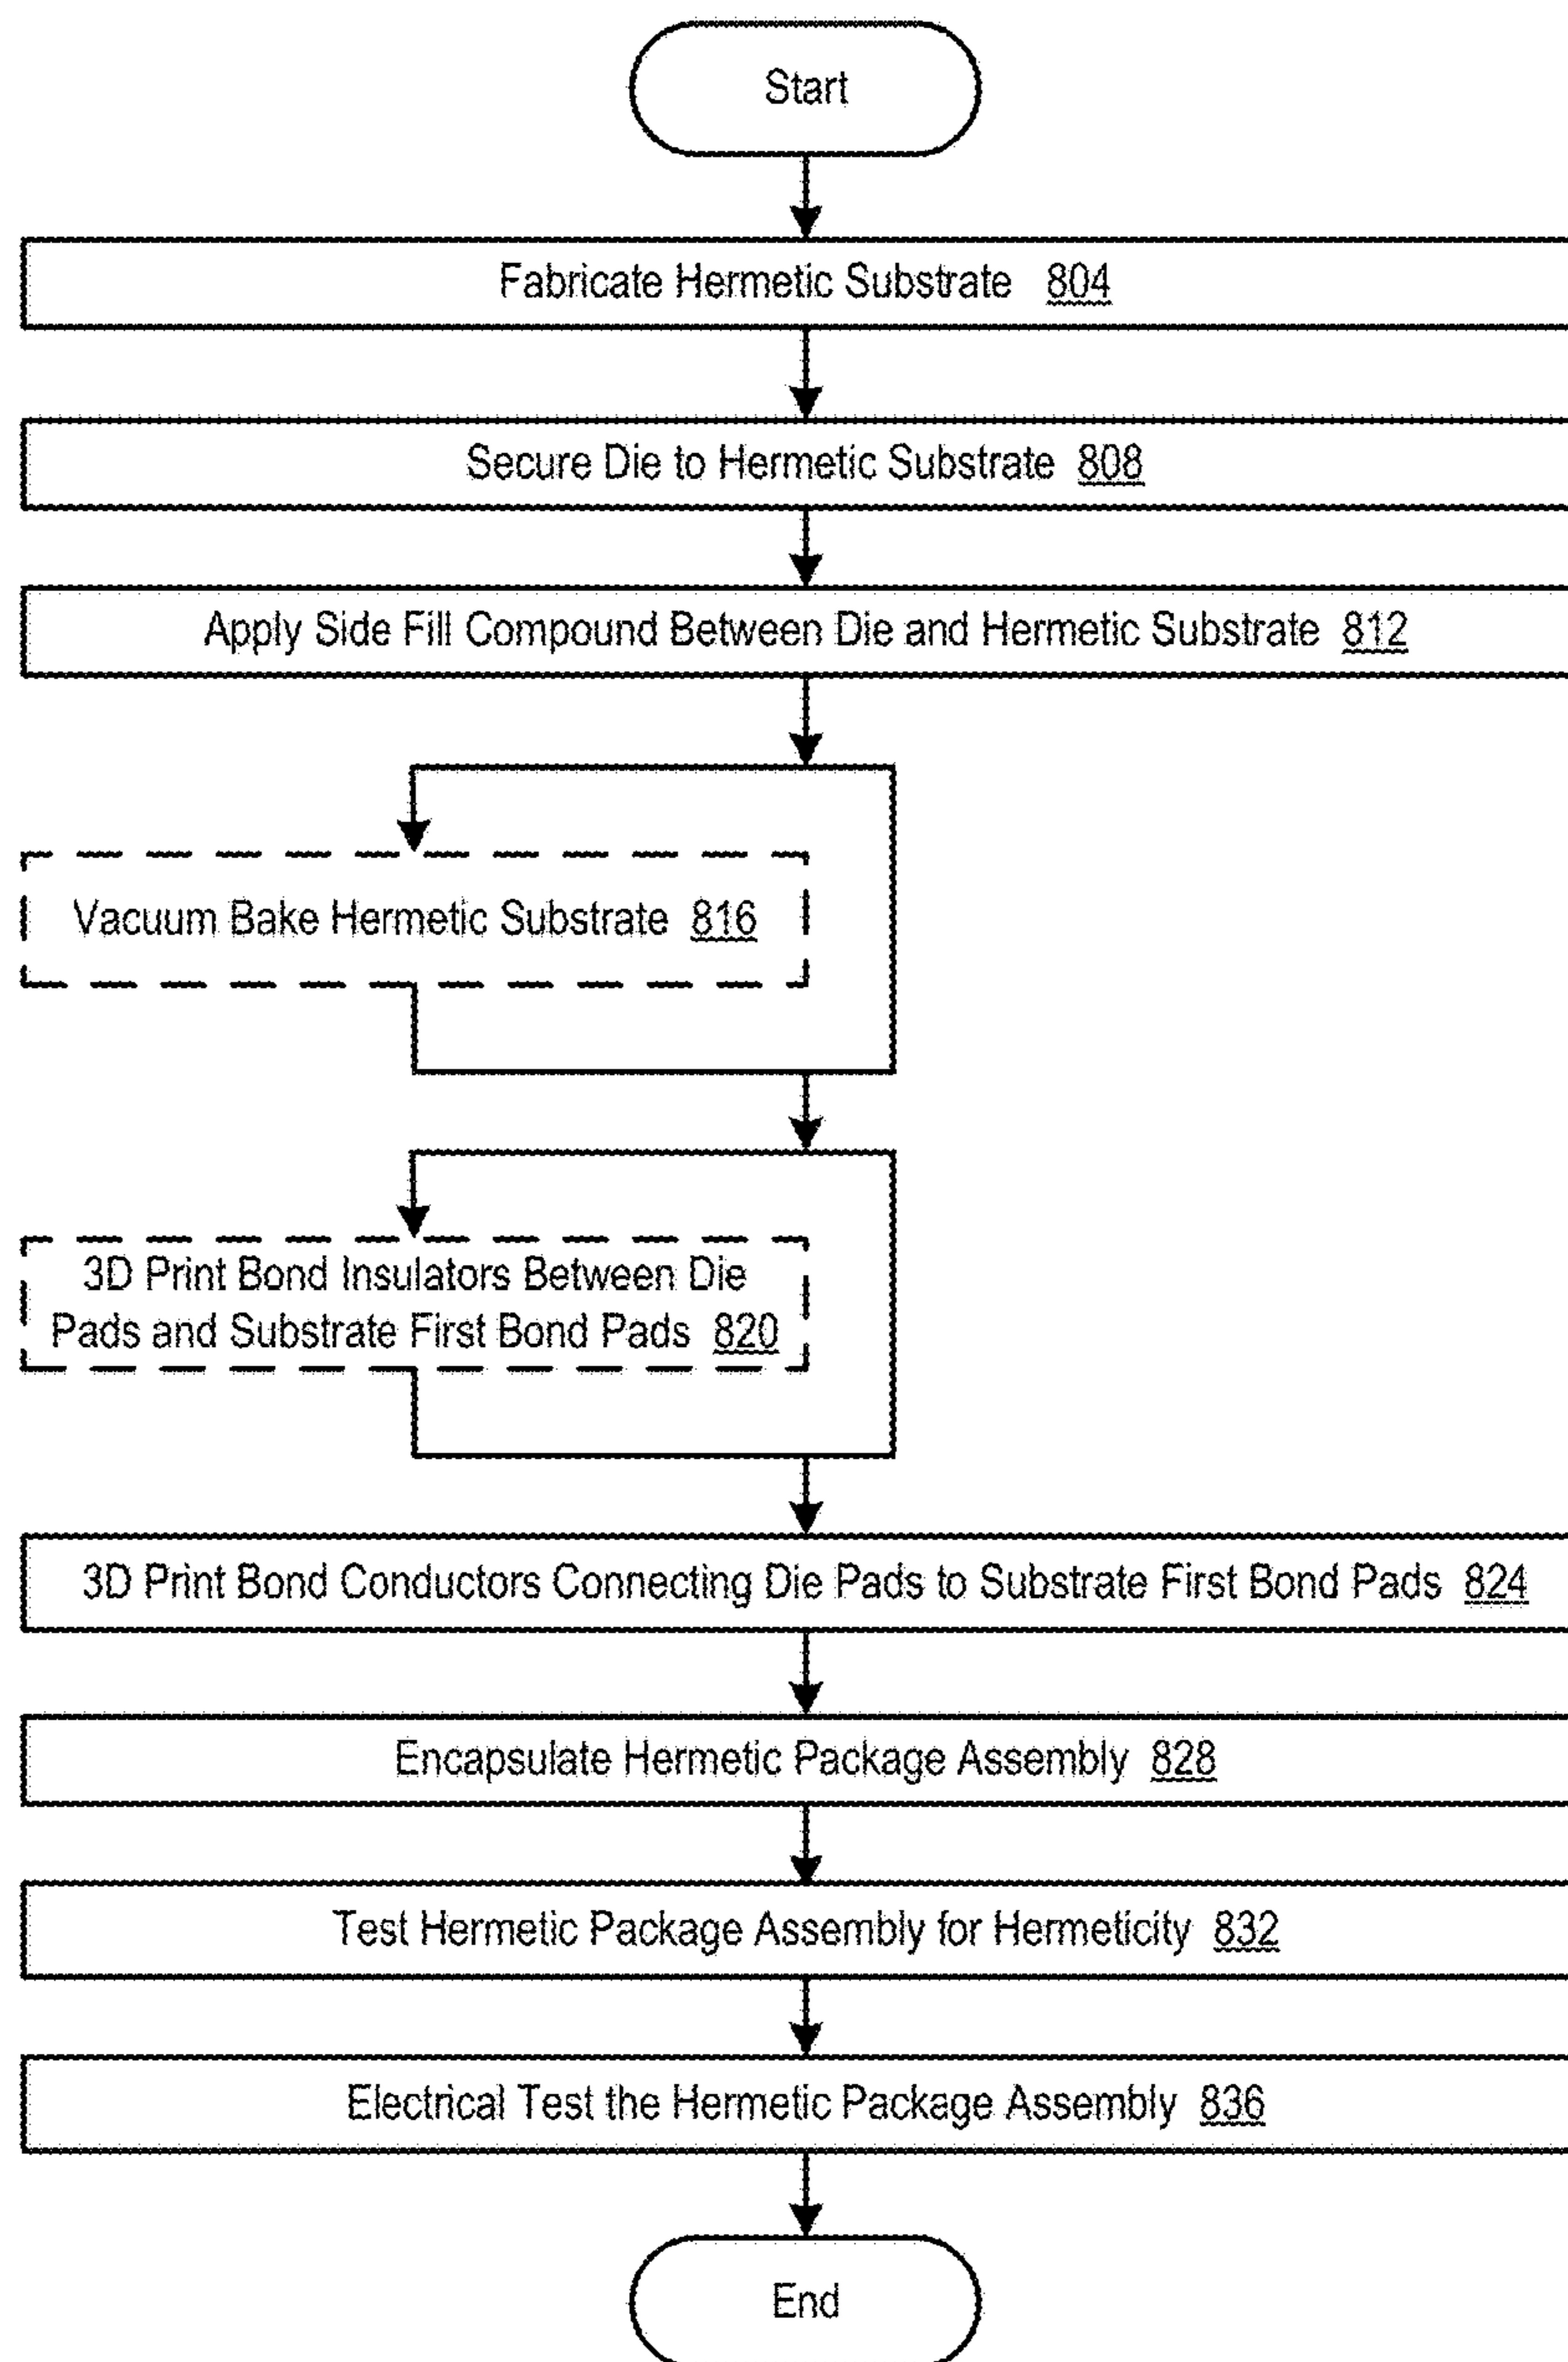 Start
Fabricate Hermetic Substrate 804
Secure Die to Hermetic Substrate 808
Apply Side Fill Compound Between Die and Hermetic Substrate 812
Vacuum Bake Hermetic Substrate 816
3D Print Bond Insulators Between Die
Pads and Substrate First Bond Pads 820
3D Print Bond Conductors Connecting Die Pads to Substrate First Bond Pads 824
Encapsulate Hermetic Package Assembly 828
Test Hermetic Package Assembly for Hermeticity 832
Electrical Test the Hermetic Package Assembly 836
End